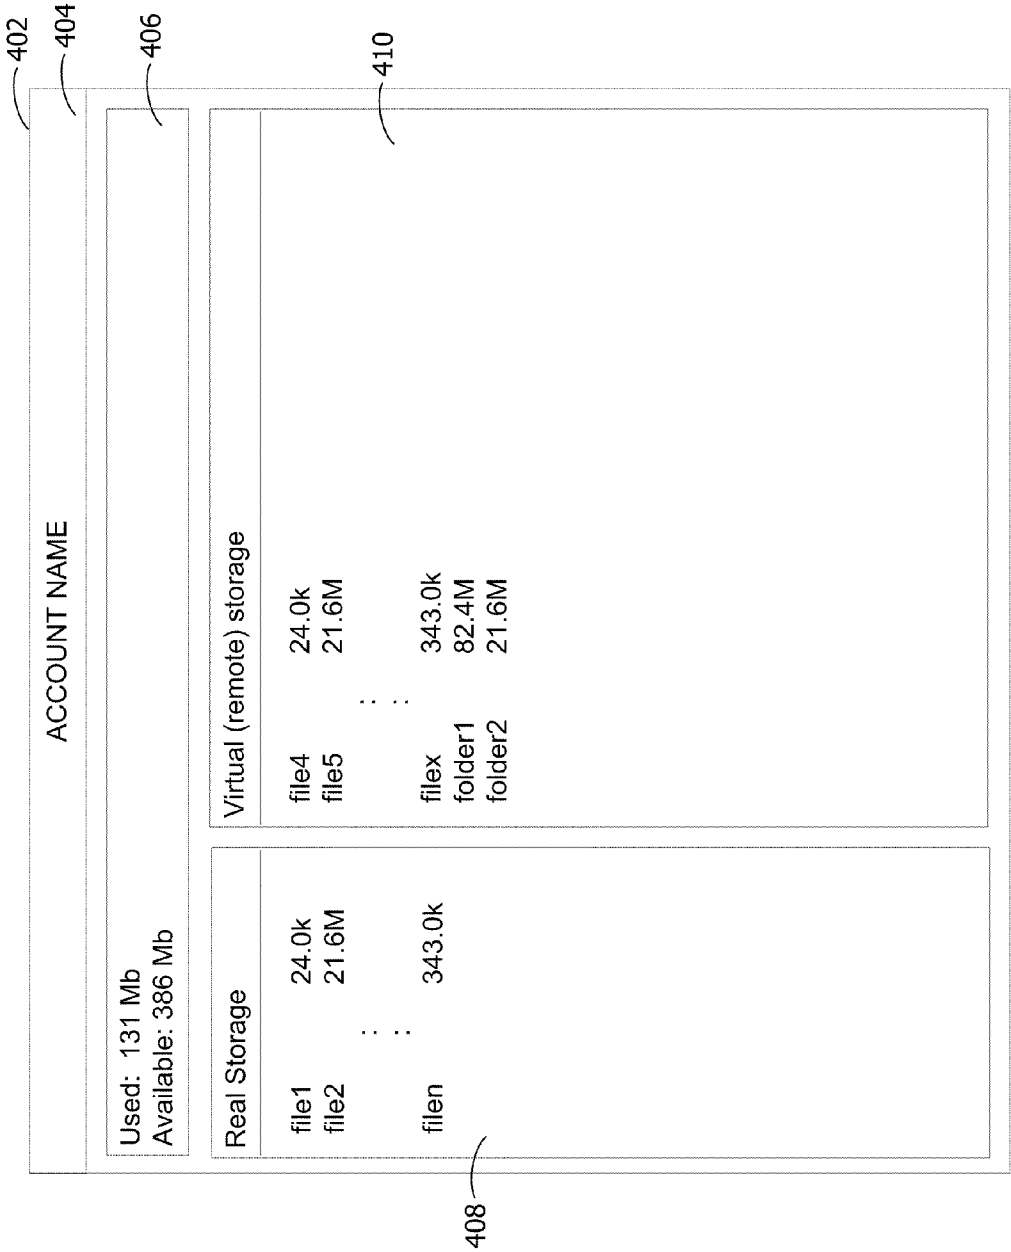 402
404
ACCOUNT NAME
406
Used: 131 Mb
Available: 386 Mb
410
Real Storage
file1 24.0k
file2 21.6M
: :
filen 343.0k
408
Virtual (remote) storage
file4 24.0k
file5 21.6M
: :
filex 343.0k
folder1 82.4M
folder2 21.6M